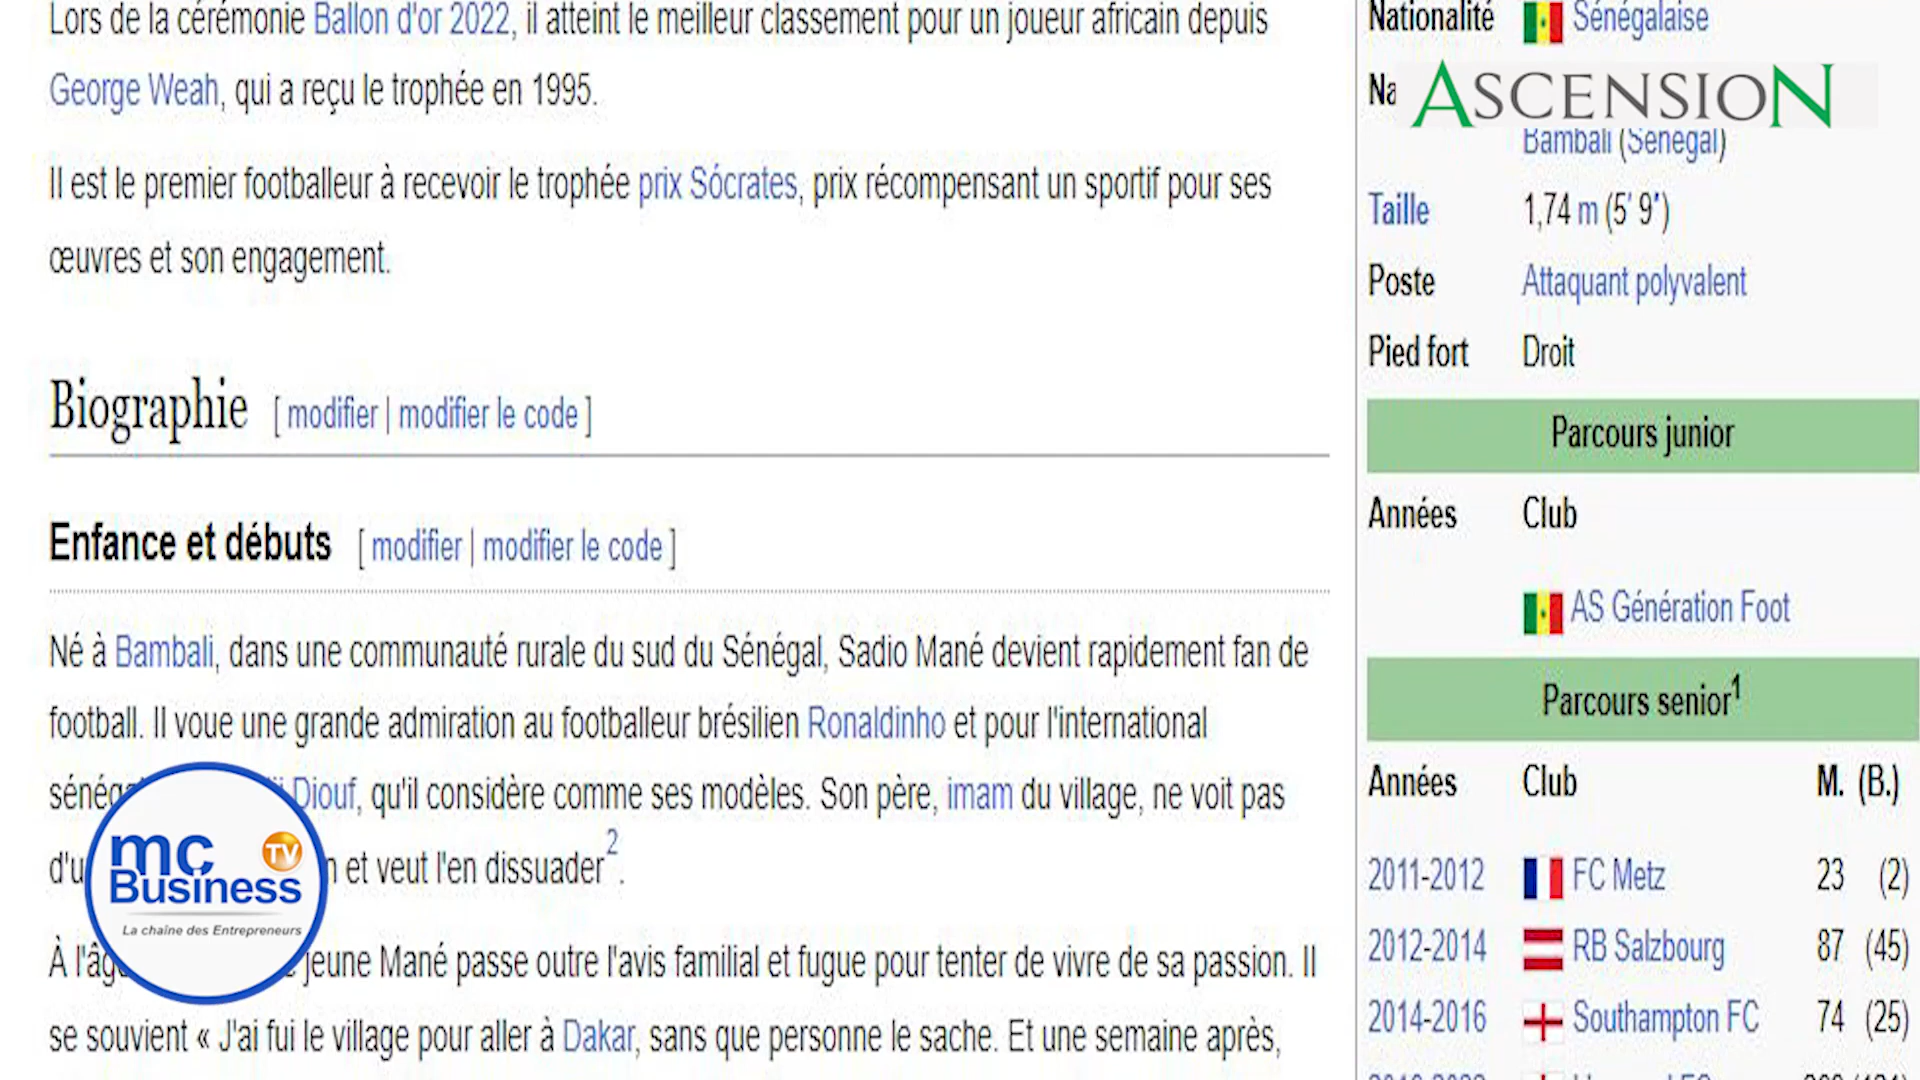 Lors de la cérémonie Ballon d'or 2022, il atteint le meilleur classement pour un joueur africain depuis
George Weah, qui a reçu le trophée en 1995.
Il est le premier footballeur à recevoir le trophée prix Sócrates, prix récompensant un sportif pour ses
œuvres et son engagement.
Biographie [ modifier | modifier le code ]
Enfance et débuts [ modifier | modifier le code ]
Né à Bambali, dans une communauté rurale du sud du Sénégal, Sadio Mané devient rapidement fan de
football. Il voue une grande admiration au footballeur brésilien Ronaldinho et pour l'international
Diouf, qu'il considère comme ses modèles. Son père, imam du village, ne voit pas
et veut l'en dissuader2.
À jeune Mané passe outre l'avis familial et fugue pour tenter de vivre de sa passion. Il
se souvient « J'ai fui le village pour aller à Dakar, sans que personne le sache. Et une semaine après,
mc TV
Business
La chaîne des Entrepreneurs
Nationalité Sénégalaise
ASCENSION
Bambali (Sénégal)
Taille 1,74 m (5′ 9″)
Poste Attaquant polyvalent
Pied fort Droit
Parcours junior
Années Club
AS Génération Foot
Parcours senior1
Années Club M. (B.)
2011-2012 FC Metz 23 (2)
2012-2014 RB Salzbourg 87 (45)
2014-2016 Southampton FC 74 (25)